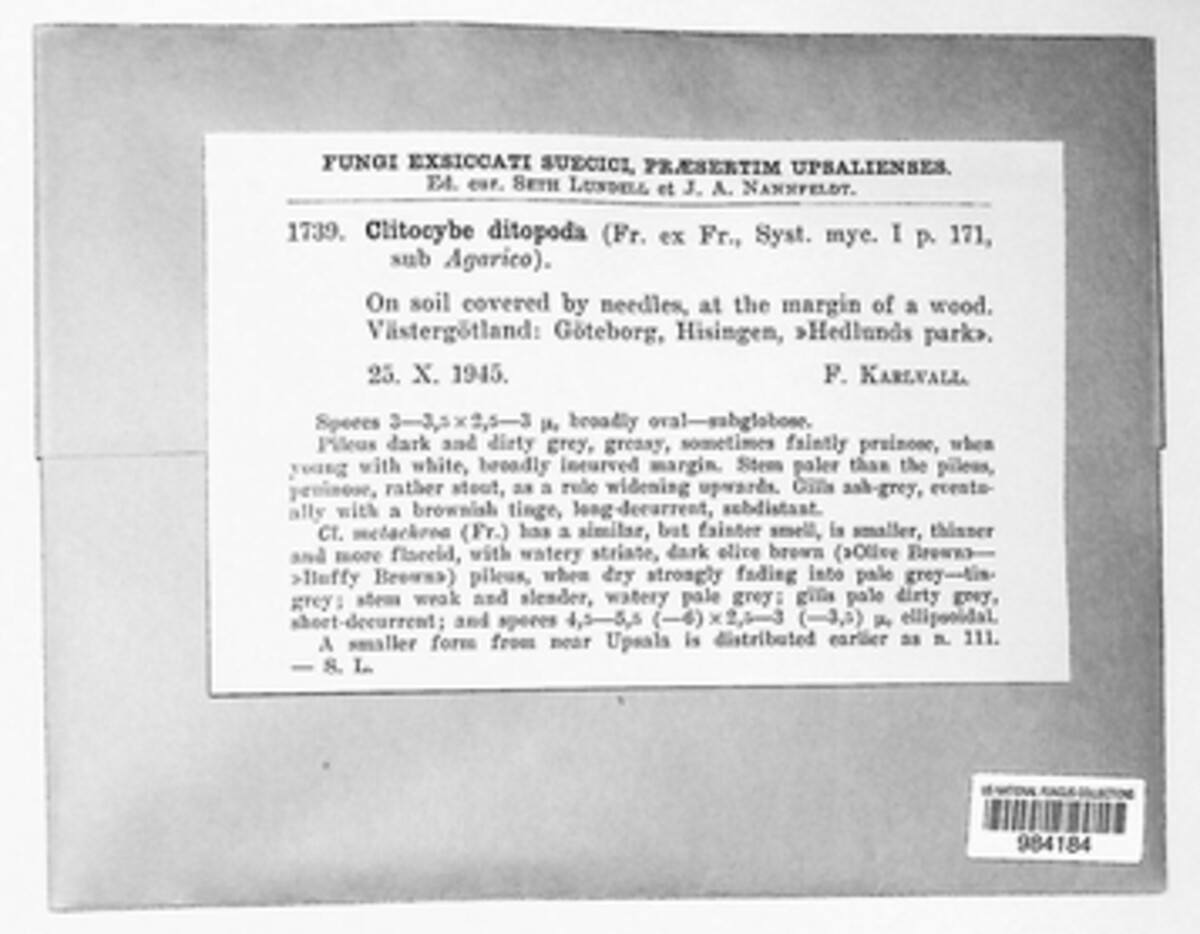 FUNGI EXSICCATI SUECICI, PRÆSERTIM UPSALIENSES.
Ed. cur. SETH LUNDELL et J. A. NANNFELDT.
1739. Clitocybe ditopoda (Fr. ex Fr., Syst. myc. I p. 171,
sub Agarico).
On soil covered by needles, at the margin of a wood.
Västergötland: Göteborg, Hisingen, »Hedlunds park».
25. X. 1945. F. KARLVALL.
Spores 3—3,5 × 2,5—3 µ, broadly oval—subglobose.
Pileus dark and dirty grey, greasy, sometimes faintly pruinose, when
young with white, broadly incurved margin. Stem paler than the pileus,
pruinose, rather stout, as a rule widening upwards. Gills ash-grey, eventu-
ally with a brownish tinge, long-decurrent, subdistant.
Cl. metachroa (Fr.) has a similar, but fainter smell, is smaller, thinner
and more flaccid, with watery striate, dark olive brown (»Olive Brown»—
»Buffy Brown») pileus, when dry strongly fading into pale grey—tin-
grey; stem weak and slender, watery pale grey; gills pale dirty grey,
short-decurrent; and spores 4,5—5,5 (—6) × 2,5—3 (—3,5) µ, ellipsoidal.
A smaller form from near Upsala is distributed earlier as n. 111.
— S. L.
US NATIONAL FUNGUS COLLECTIONS
984184